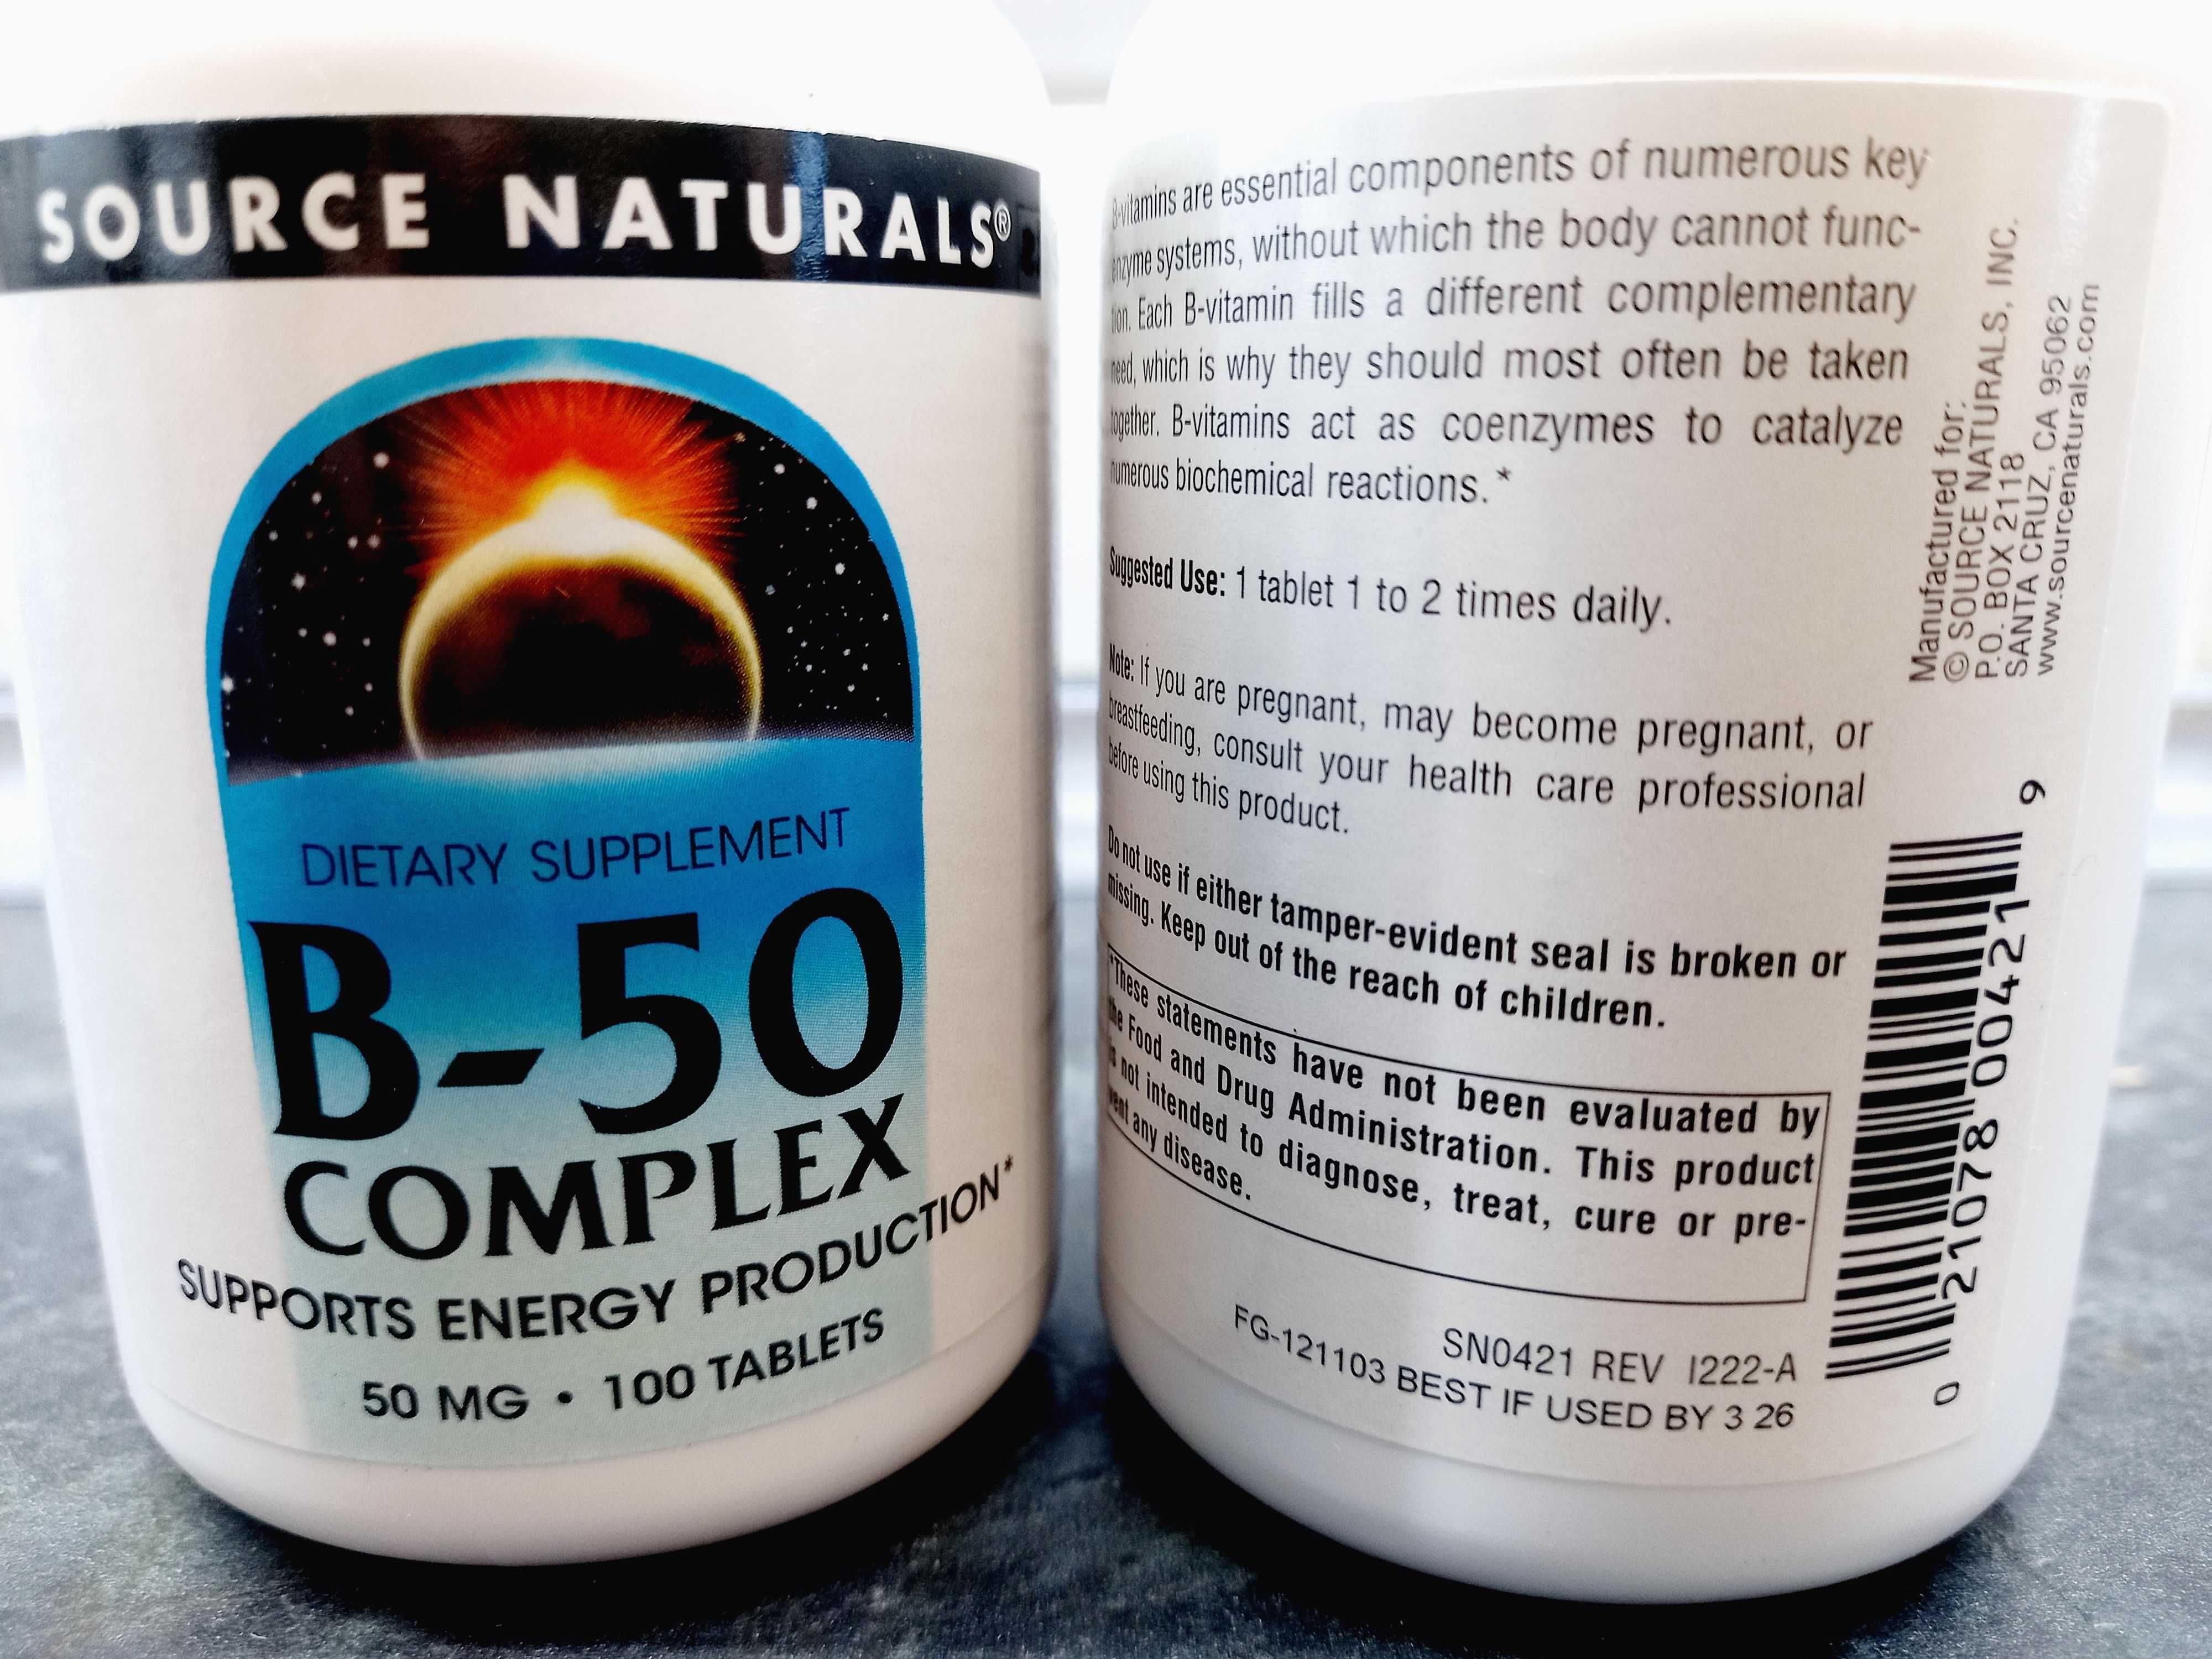 SOURCE NATURALS®
DIETARY SUPPLEMENT
B-50
COMPLEX
SUPPORTS ENERGY PRODUCTION*
50 MG • 100 TABLETS
B-vitamins are essential components of numerous key
enzyme systems, without which the body cannot func-
tion. Each B-vitamin fills a different complementary
need, which is why they should most often be taken
together. B-vitamins act as coenzymes to catalyze
numerous biochemical reactions.*
Suggested Use: 1 tablet 1 to 2 times daily.
Note: If you are pregnant, may become pregnant, or
breastfeeding, consult your health care professional
before using this product.
Do not use if either tamper-evident seal is broken or
missing. Keep out of the reach of children.
*These statements have not been evaluated by
the Food and Drug Administration. This product
is not intended to diagnose, treat, cure or pre-
vent any disease.
SN0421 REV I222-A
FG-121103 BEST IF USED BY 3 26
Manufactured for:
© SOURCE NATURALS, INC.
P.O. BOX 2118
SANTA CRUZ, CA 95062
www.sourcenaturals.com
0 21078 00421 9